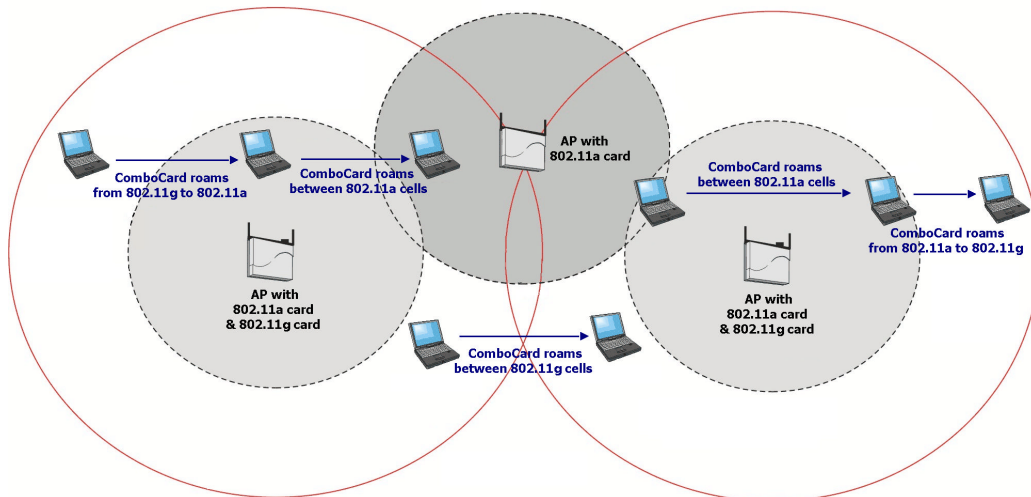 AP with
802.11a card
ComboCard roams
from 802.11g to 802.11a
ComboCard roams
between 802.11a cells
ComboCard roams
between 802.11a cells
ComboCard roams
from 802.11a to 802.11g
AP with
802.11a card
& 802.11g card
AP with
802.11a card
& 802.11g card
ComboCard roams
between 802.11g cells